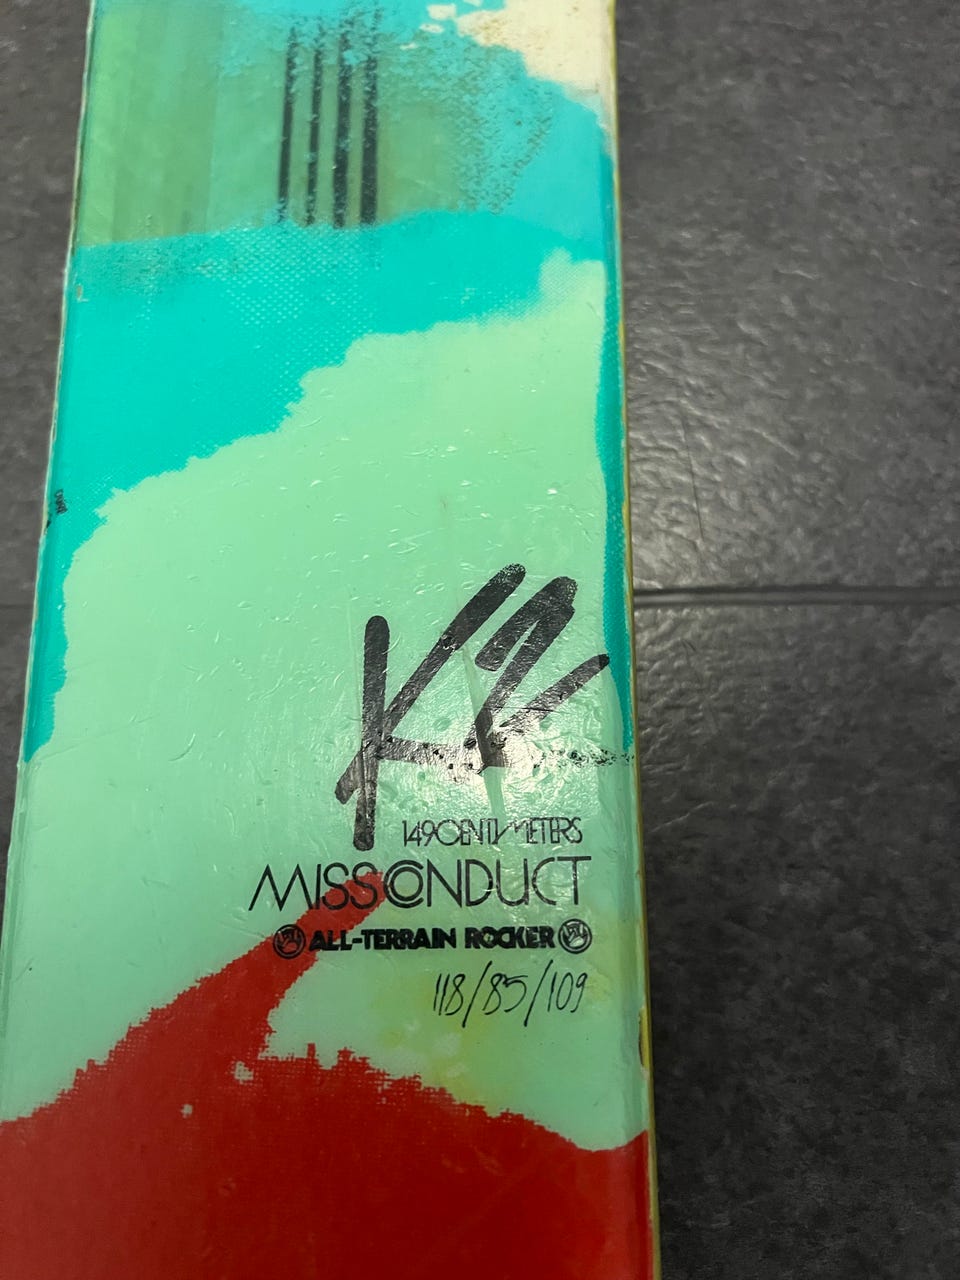 K2
149CENTIMETERS
MISSCONDUCT
ALL-TERRAIN ROCKER
118/85/109